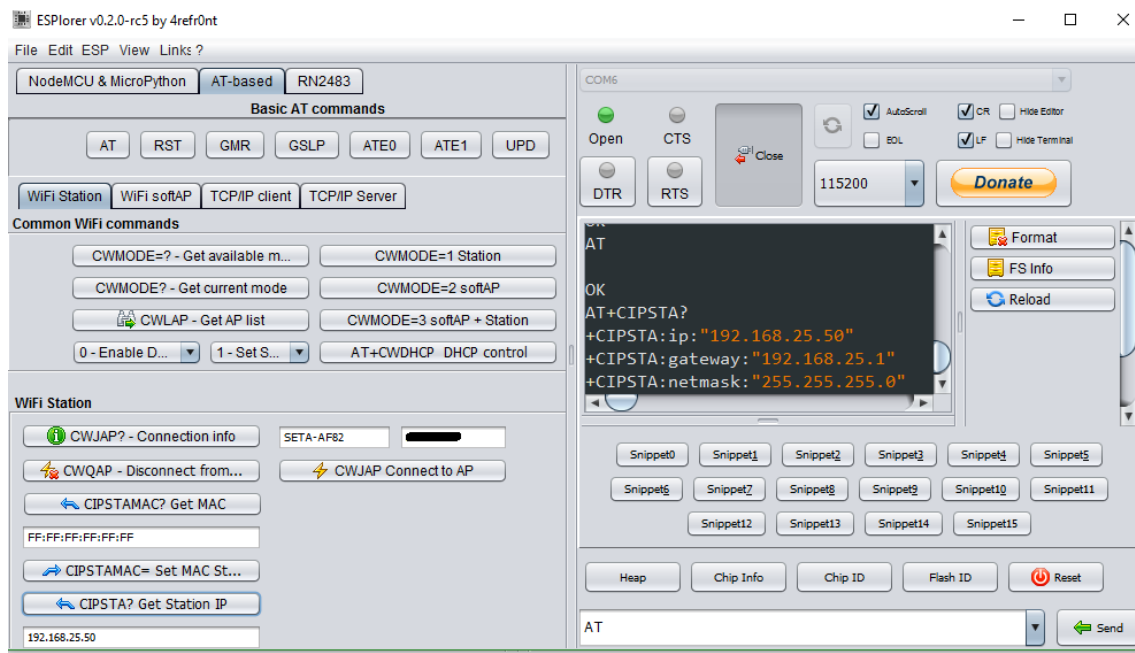 ESPlorer v0.2.0-rc5 by 4refr0nt
File Edit ESP View Links ?
NodeMCU & MicroPython AT-based RN2483
Basic AT commands
AT RST GMR GSLP ATE0 ATE1 UPD
WiFi Station WiFi softAP TCP/IP client TCP/IP Server
Common WiFi commands
CWMODE=? - Get available m... CWMODE=1 Station
CWMODE? - Get current mode CWMODE=2 softAP
CWLAP - Get AP list CWMODE=3 softAP + Station
0 - Enable D... 1 - Set S... AT+CWDHCP DHCP control
WiFi Station
CWJAP? - Connection info SETA-AF82
CWQAP - Disconnect from... CWJAP Connect to AP
CIPSTAMAC? Get MAC
FF:FF:FF:FF:FF:FF
CIPSTAMAC= Set MAC St...
CIPSTA? Get Station IP
192.168.25.50
COM6
AutoScroll CR Hide Editor
Open CTS Close EOL LF Hide Terminal
DTR RTS 115200 Donate
OK
AT
OK
AT+CIPSTA?
+CIPSTA:ip:"192.168.25.50"
+CIPSTA:gateway:"192.168.25.1"
+CIPSTA:netmask:"255.255.255.0"
Format
FS Info
Reload
Snippet0 Snippet1 Snippet2 Snippet3 Snippet4 Snippet5
Snippet6 Snippet7 Snippet8 Snippet9 Snippet10 Snippet11
Snippet12 Snippet13 Snippet14 Snippet15
Heap Chip Info Chip ID Flash ID Reset
AT Send